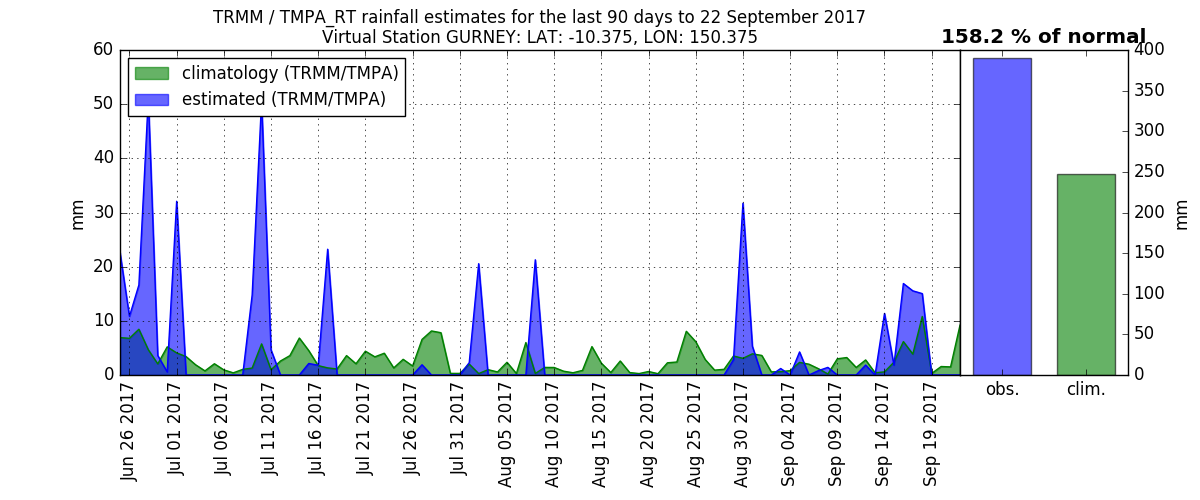 TRMM / TMPA_RT rainfall estimates for the last 90 days to 22 September 2017
Virtual Station GURNEY: LAT: -10.375, LON: 150.375
158.2 % of normal
climatology (TRMM/TMPA)
estimated (TRMM/TMPA)
mm
60
50
40
30
20
10
0
Jun 26 2017
Jul 01 2017
Jul 06 2017
Jul 11 2017
Jul 16 2017
Jul 21 2017
Jul 26 2017
Jul 31 2017
Aug 05 2017
Aug 10 2017
Aug 15 2017
Aug 20 2017
Aug 25 2017
Aug 30 2017
Sep 04 2017
Sep 09 2017
Sep 14 2017
Sep 19 2017
obs.
clim.
400
350
300
250
200
150
100
50
0
mm